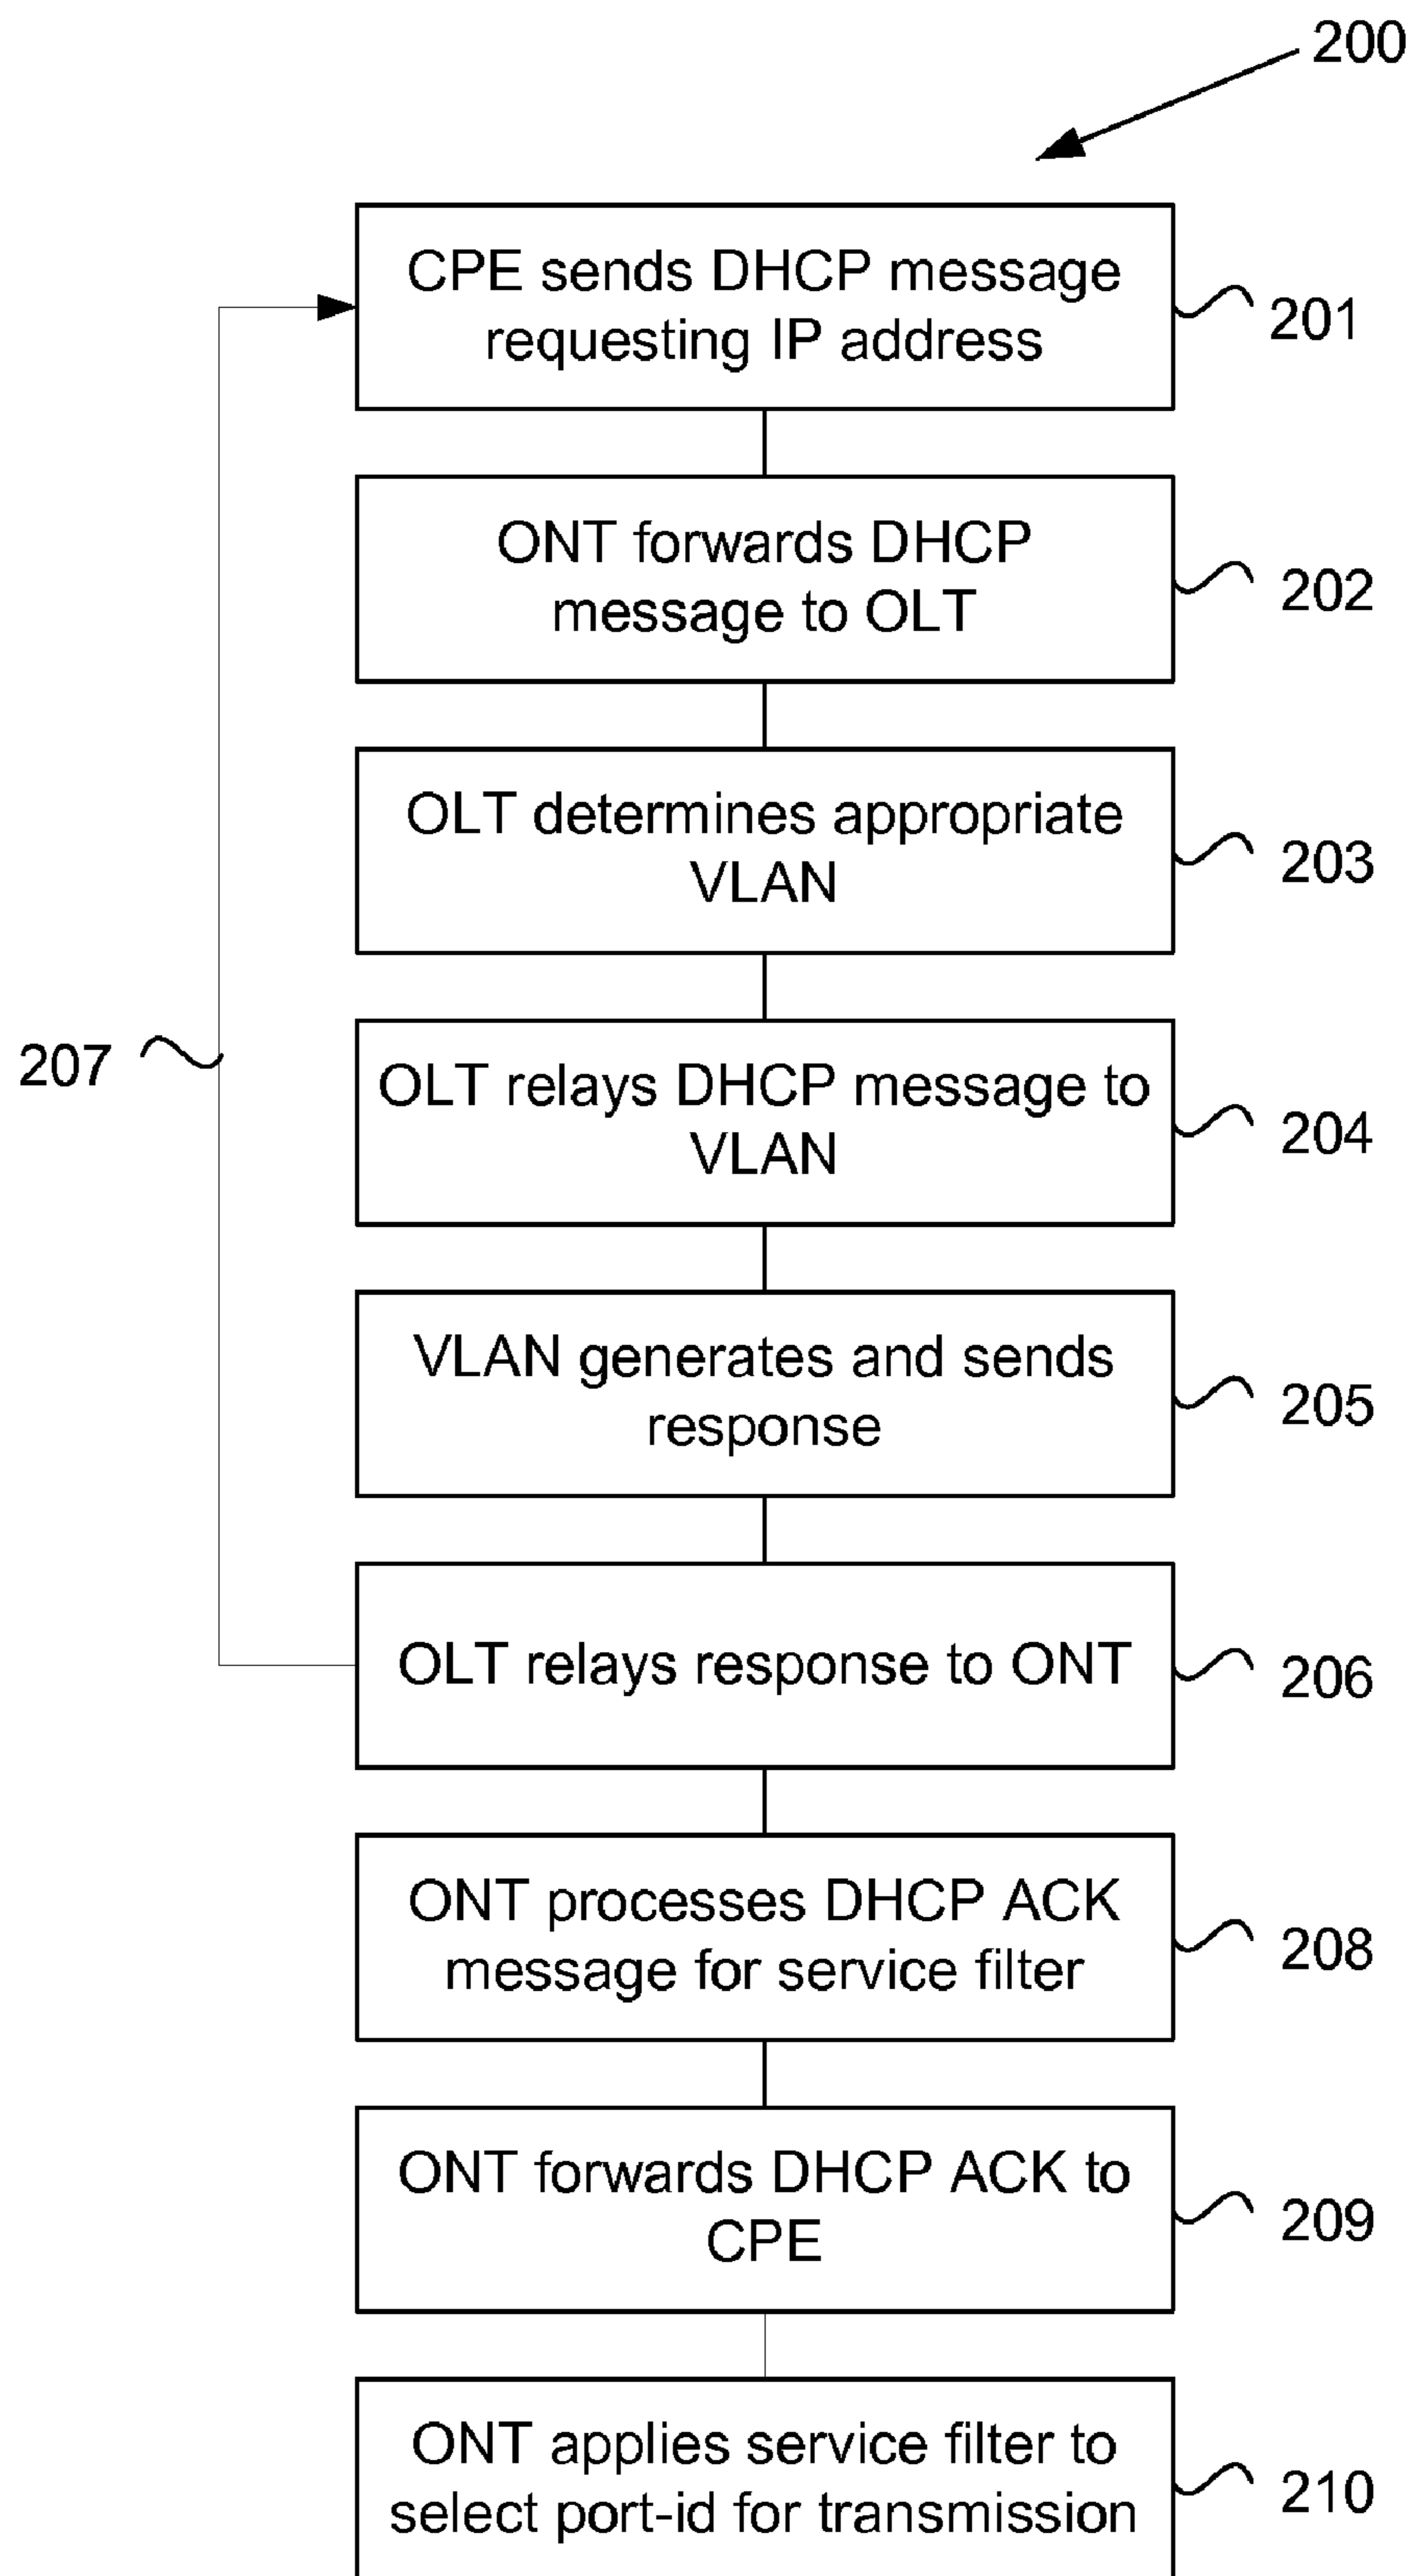 200
CPE sends DHCP message
requesting IP address
201
ONT forwards DHCP
message to OLT
202
OLT determines appropriate
VLAN
203
207
OLT relays DHCP message to
VLAN
204
VLAN generates and sends
response
205
OLT relays response to ONT
206
ONT processes DHCP ACK
message for service filter
208
ONT forwards DHCP ACK to
CPE
209
ONT applies service filter to
select port-id for transmission
210